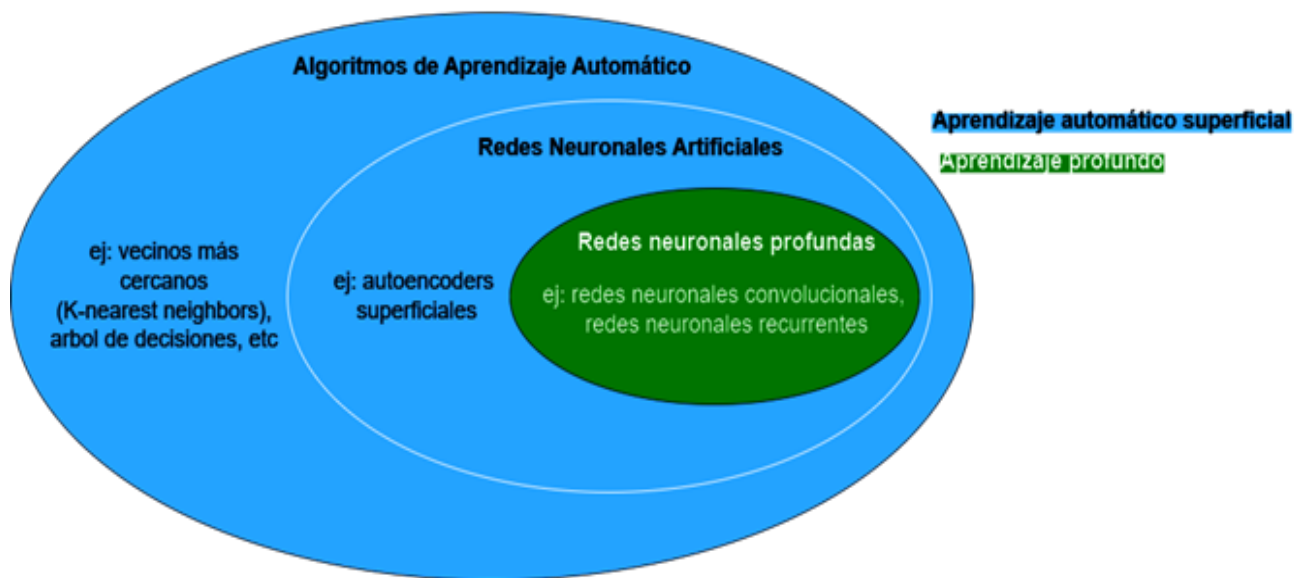 Algoritmos de Aprendizaje Automático
Redes Neuronales Artificiales
ej: vecinos más
cercanos
(K-nearest neighbors),
arbol de decisiones, etc
ej: autoencoders
superficiales
Redes neuronales profundas
ej: redes neuronales convolucionales,
redes neuronales recurrentes
Aprendizaje automático superficial
Aprendizaje profundo